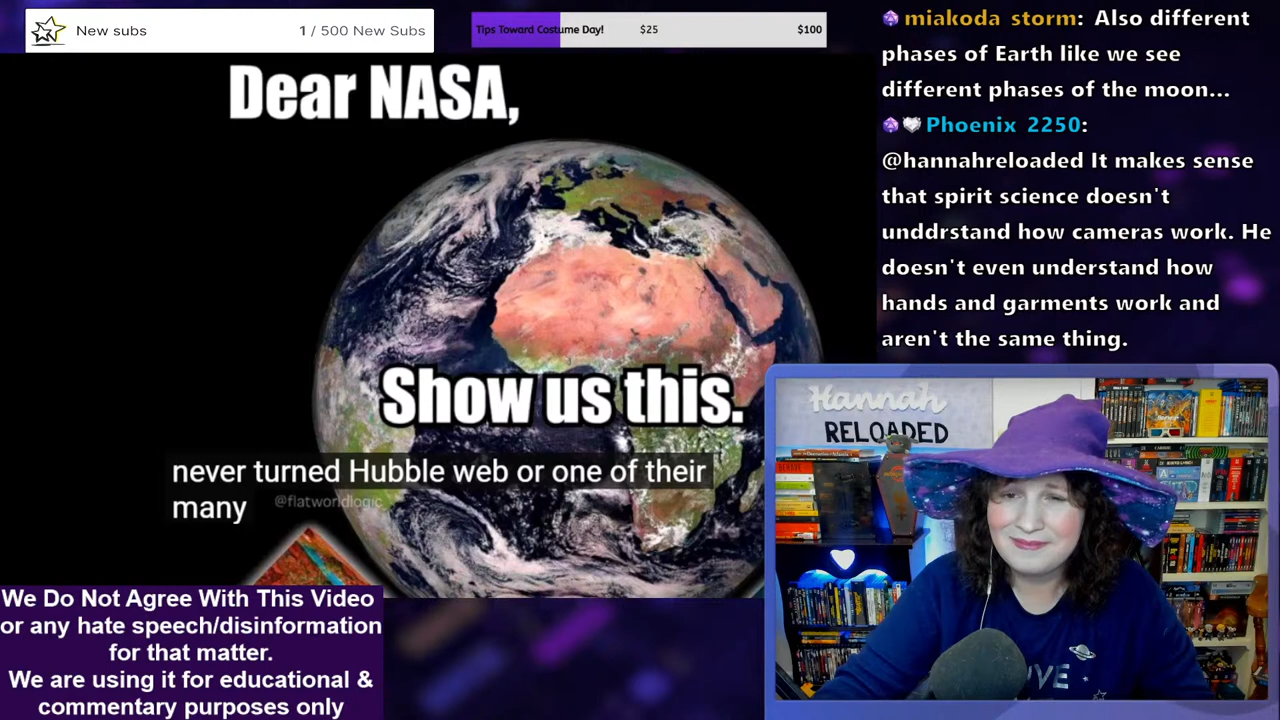 New subs
1 / 500 New Subs
Tips Toward Costume Day!
$25
$100
Dear NASA,
Show us this.
never turned Hubble web or one of their
many
@flatworldlogic
We Do Not Agree With This Video
or any hate speech/disinformation
for that matter.
We are using it for educational &
commentary purposes only
miakoda storm: Also different
phases of Earth like we see
different phases of the moon...
Phoenix 2250:
@hannahreloaded It makes sense
that spirit science doesn't
unddrstand how cameras work. He
doesn't even understand how
hands and garments work and
aren't the same thing.
Hannah
RELOADED